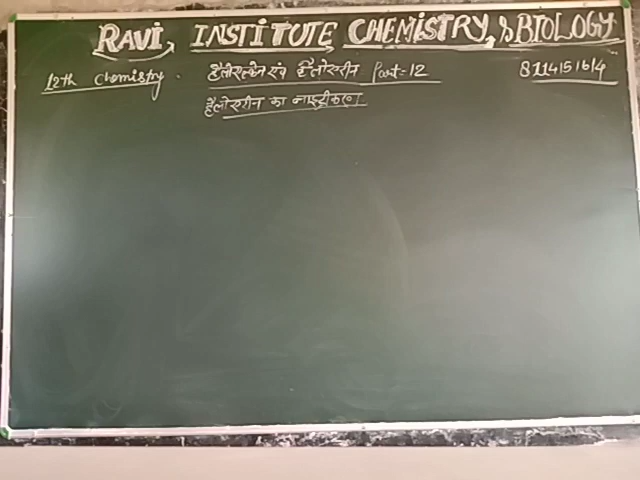 RAVI, INSTITUTE CHEMISTRY, & BIOLOGY
12th Chemistry. हैलोएल्केन एवं हैलोएरीन Part-12 8114151614
हैलोएरीन का नाइट्रीकरण